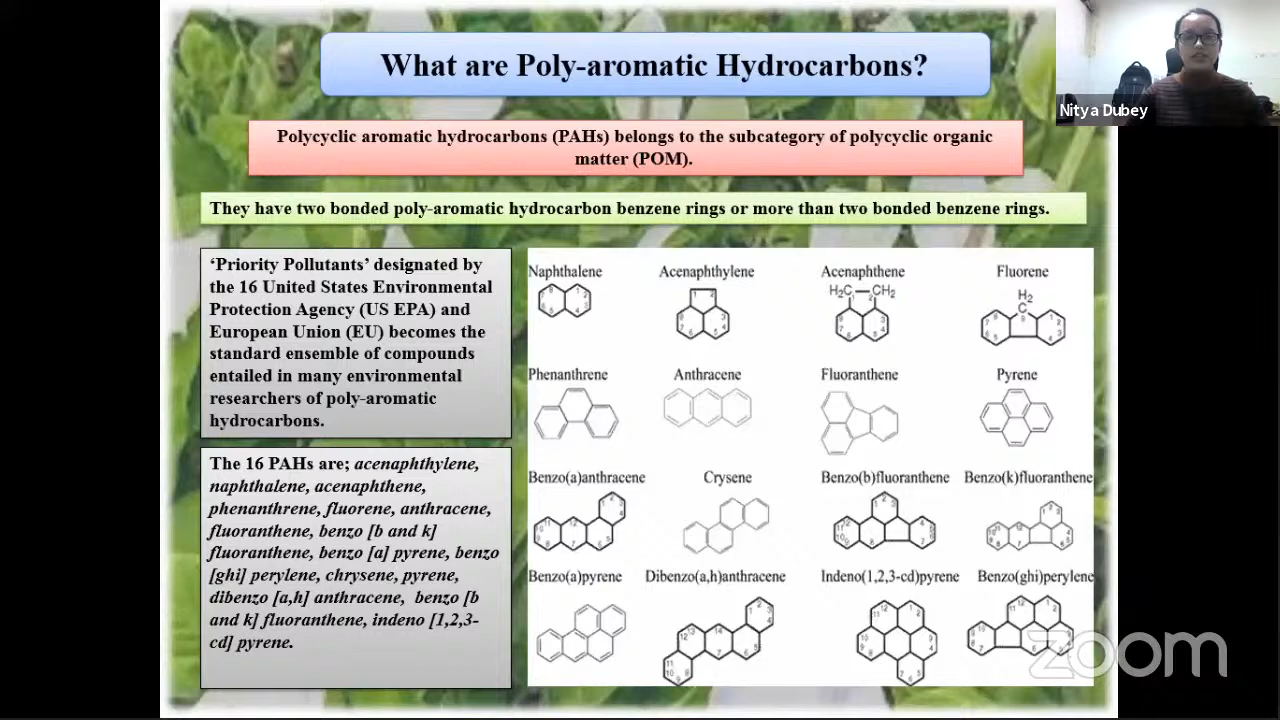 What are Poly-aromatic Hydrocarbons?
Nitya Dubey
Polycyclic aromatic hydrocarbons (PAHs) belongs to the subcategory of polycyclic organic
matter (POM).
They have two bonded poly-aromatic hydrocarbon benzene rings or more than two bonded benzene rings.
‘Priority Pollutants’ designated by
the 16 United States Environmental
Protection Agency (US EPA) and
European Union (EU) becomes the
standard ensemble of compounds
entailed in many environmental
researchers of poly-aromatic
hydrocarbons.
The 16 PAHs are; acenaphthylene,
naphthalene, acenaphthene,
phenanthrene, fluorene, anthracene,
fluoranthene, benzo [b and k]
fluoranthene, benzo [a] pyrene, benzo
[ghi] perylene, chrysene, pyrene,
dibenzo [a,h] anthracene, benzo [b
and k] fluoranthene, indeno [1,2,3-
cd] pyrene.
Naphthalene Acenaphthylene Acenaphthene Fluorene
H2C CH2 H2 C
Phenanthrene Anthracene Fluoranthene Pyrene
Benzo(a)anthracene Crysene Benzo(b)fluoranthene Benzo(k)fluoranthene
Benzo(a)pyrene Dibenzo(a,h)anthracene Indeno(1,2,3-cd)pyrene Benzo(ghi)perylene
zoom